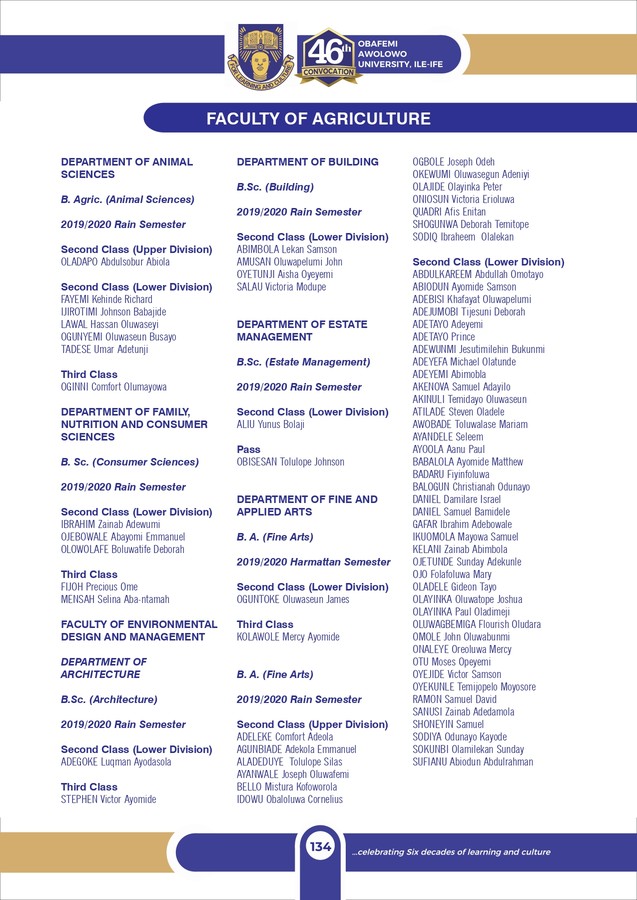 FOR LEARNING AND CULTURE
46th
CONVOCATION
OBAFEMI
AWOLOWO
UNIVERSITY, ILE-IFE
FACULTY OF AGRICULTURE
DEPARTMENT OF ANIMAL
SCIENCES
B. Agric. (Animal Sciences)
2019/2020 Rain Semester
Second Class (Upper Division)
OLADAPO Abdulsobur Abiola
Second Class (Lower Division)
FAYEMI Kehinde Richard
IJIROTIMI Johnson Babajide
LAWAL Hassan Oluwaseyi
OGUNYEMI Oluwaseun Busayo
TADESE Umar Adetunji
Third Class
OGINNI Comfort Olumayowa
DEPARTMENT OF FAMILY,
NUTRITION AND CONSUMER
SCIENCES
B. Sc. (Consumer Sciences)
2019/2020 Rain Semester
Second Class (Lower Division)
IBRAHIM Zainab Adewumi
OJEBOWALE Abayomi Emmanuel
OLOWOLAFE Boluwatife Deborah
Third Class
FIJOH Precious Ome
MENSAH Selina Aba-ntamah
FACULTY OF ENVIRONMENTAL
DESIGN AND MANAGEMENT
DEPARTMENT OF
ARCHITECTURE
B.Sc. (Architecture)
2019/2020 Rain Semester
Second Class (Lower Division)
ADEGOKE Luqman Ayodasola
Third Class
STEPHEN Victor Ayomide
DEPARTMENT OF BUILDING
B.Sc. (Building)
2019/2020 Rain Semester
Second Class (Lower Division)
ABIMBOLA Lekan Samson
AMUSAN Oluwapelumi John
OYETUNJI Aisha Oyeyemi
SALAU Victoria Modupe
DEPARTMENT OF ESTATE
MANAGEMENT
B.Sc. (Estate Management)
2019/2020 Rain Semester
Second Class (Lower Division)
ALIU Yunus Bolaji
Pass
OBISESAN Tolulope Johnson
DEPARTMENT OF FINE AND
APPLIED ARTS
B. A. (Fine Arts)
2019/2020 Harmattan Semester
Second Class (Lower Division)
OGUNTOKE Oluwaseun James
Third Class
KOLAWOLE Mercy Ayomide
B. A. (Fine Arts)
2019/2020 Rain Semester
Second Class (Upper Division)
ADELEKE Comfort Adeola
AGUNBIADE Adekola Emmanuel
ALADEDUYE Tolulope Silas
AYANWALE Joseph Oluwafemi
BELLO Mistura Kofoworola
IDOWU Obaloluwa Cornelius
OGBOLE Joseph Odeh
OKEWUMI Oluwasegun Adeniyi
OLAJIDE Olayinka Peter
ONIOSUN Victoria Erioluwa
QUADRI Afis Enitan
SHOGUNWA Deborah Temitope
SODIQ Ibraheem Olalekan
Second Class (Lower Division)
ABDULKAREEM Abdullah Omotayo
ABIODUN Ayomide Samson
ADEBISI Khafayat Oluwapelumi
ADEJUMOBI Tijesuni Deborah
ADETAYO Adeyemi
ADETAYO Prince
ADEWUNMI Jesutimilehin Bukunmi
ADEYEFA Michael Olatunde
ADEYEMI Abimobla
AKENOVA Samuel Adayilo
AKINULI Temidayo Oluwaseun
ATILADE Steven Oladele
AWOBADE Toluwalase Mariam
AYANDELE Seleem
AYOOLA Aanu Paul
BABALOLA Ayomide Matthew
BADARU Fiyinfoluwa
BALOGUN Christianah Odunayo
DANIEL Damilare Israel
DANIEL Samuel Bamidele
GAFAR Ibrahim Adebowale
IKUOMOLA Mayowa Samuel
KELANI Zainab Abimbola
OJETUNDE Sunday Adekunle
OJO Folafoluwa Mary
OLADELE Gideon Tayo
OLAYINKA Oluwatope Joshua
OLAYINKA Paul Oladimeji
OLUWAGBEMIGA Flourish Oludara
OMOLE John Oluwabunmi
ONALEYE Oreoluwa Mercy
OTU Moses Opeyemi
OYEJIDE Victor Samson
OYEKUNLE Temijopelo Moyosore
RAMON Samuel David
SANUSI Zainab Adedamola
SHONEYIN Samuel
SODIYA Odunayo Kayode
SOKUNBI Olamilekan Sunday
SUFIANU Abiodun Abdulrahman
134
...celebrating Six decades of learning and culture